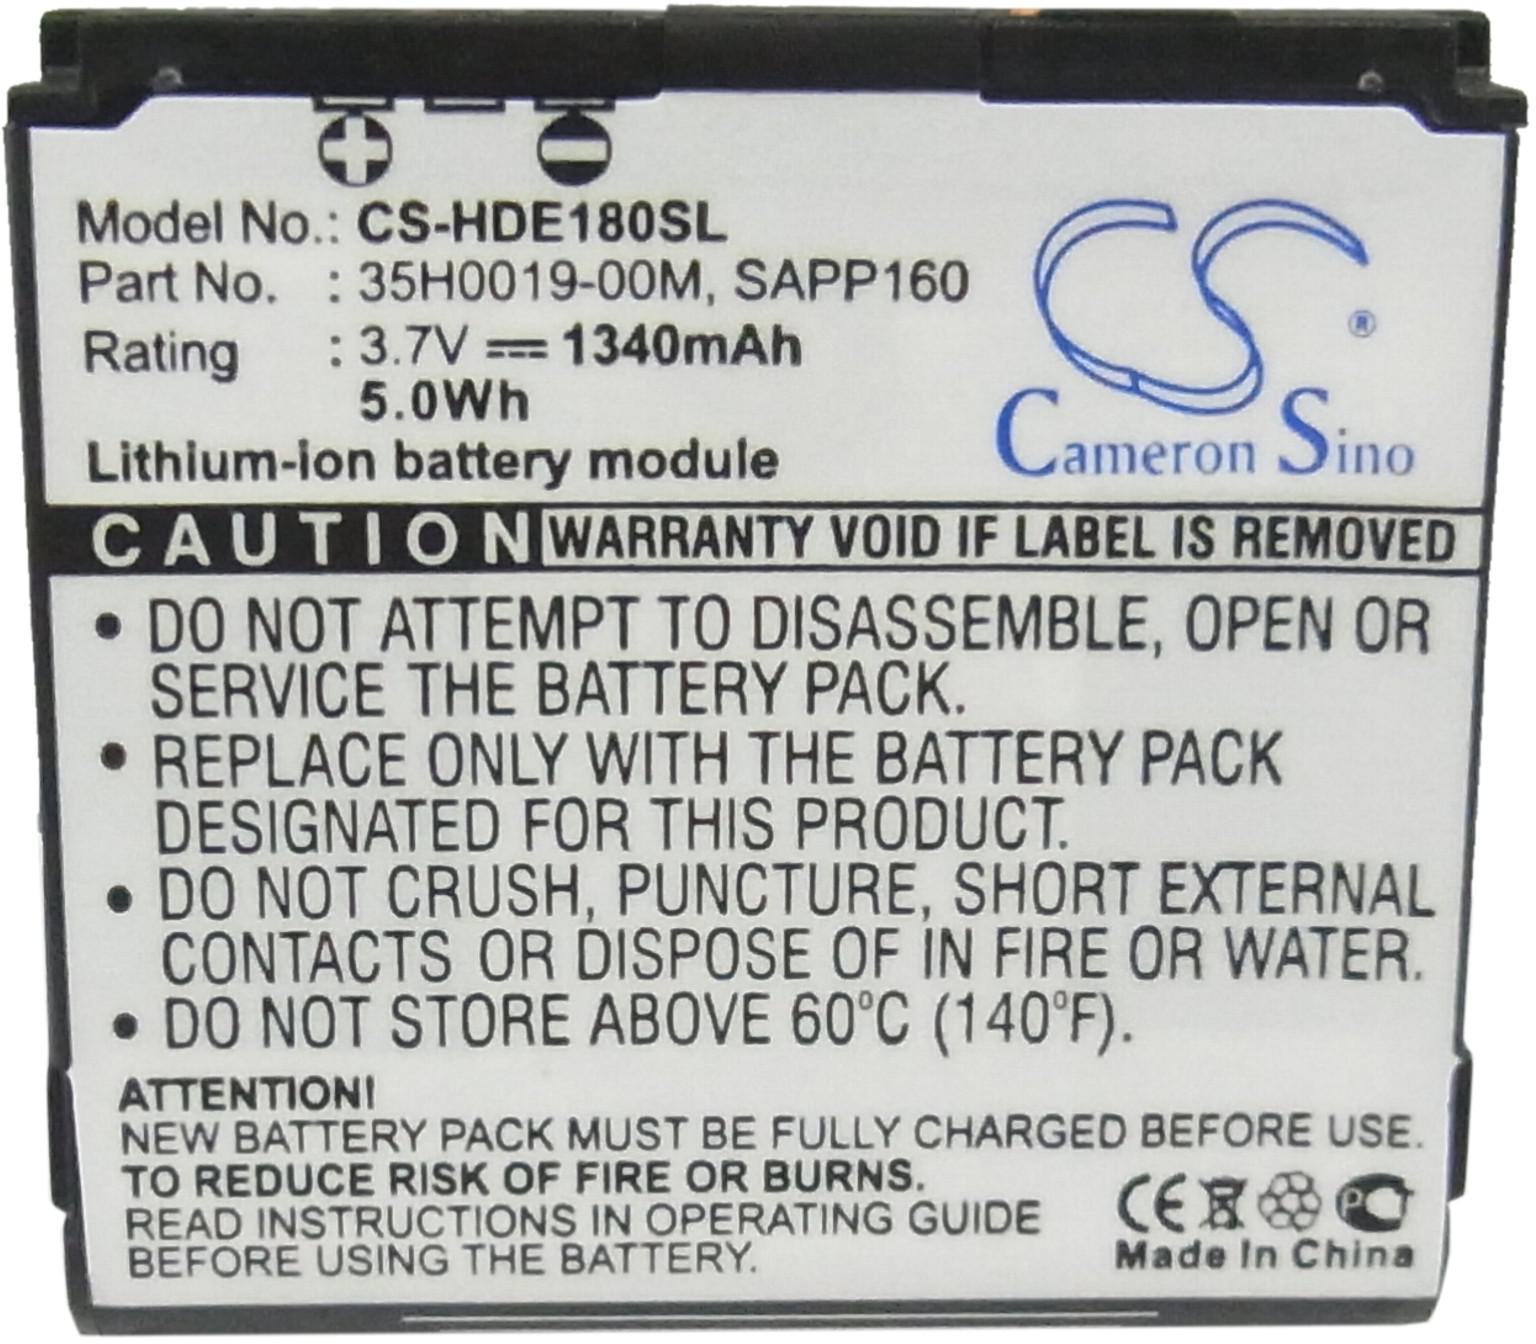 Model No.: CS-HDE180SL
Part No. : 35H0019-00M, SAPP160
Rating : 3.7V 1340mAh
5.0Wh
Lithium-ion battery module
CS ®
Cameron Sino
CAUTION WARRANTY VOID IF LABEL IS REMOVED
• DO NOT ATTEMPT TO DISASSEMBLE, OPEN OR
SERVICE THE BATTERY PACK.
• REPLACE ONLY WITH THE BATTERY PACK
DESIGNATED FOR THIS PRODUCT.
• DO NOT CRUSH, PUNCTURE, SHORT EXTERNAL
CONTACTS OR DISPOSE OF IN FIRE OR WATER.
• DO NOT STORE ABOVE 60°C (140°F).
ATTENTION!
NEW BATTERY PACK MUST BE FULLY CHARGED BEFORE USE.
TO REDUCE RISK OF FIRE OR BURNS.
READ INSTRUCTIONS IN OPERATING GUIDE
BEFORE USING THE BATTERY.
CE
Made In China